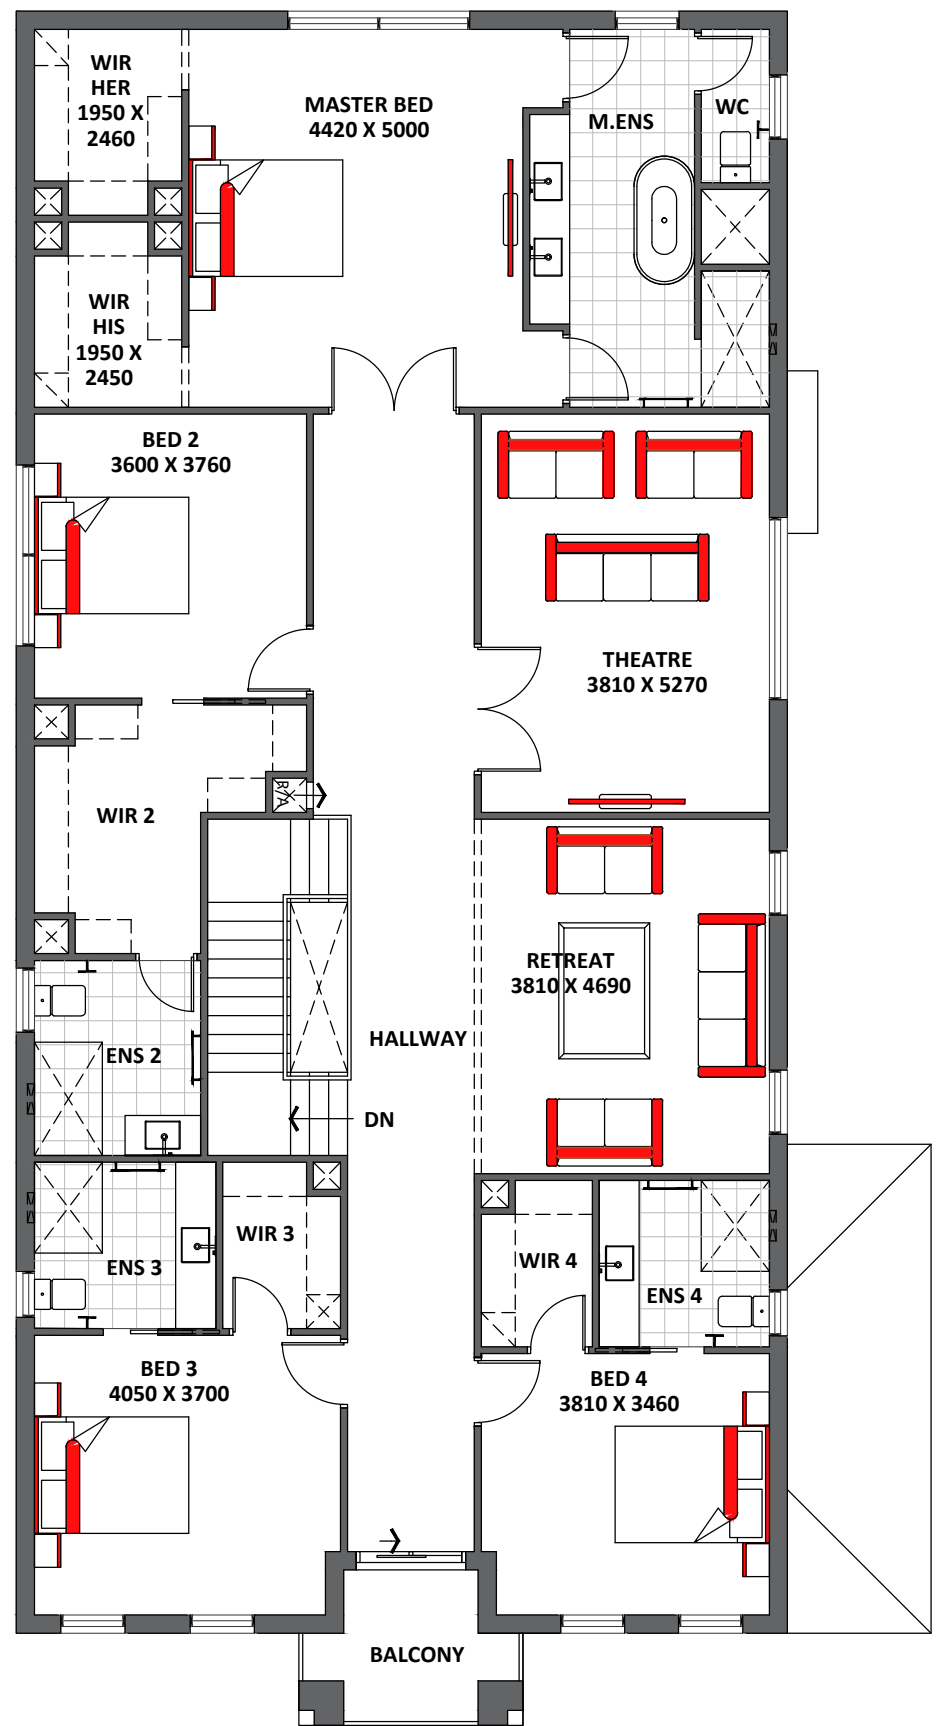 WIR
HER
1950 X
2460
MASTER BED
4420 X 5000
M.ENS
WC
WIR
HIS
1950 X
2450
BED 2
3600 X 3760
THEATRE
3810 X 5270
R/A
WIR 2
RETREAT
3810 X 4690
HALLWAY
ENS 2
DN
WIR 3
ENS 3
WIR 4
ENS 4
BED 3
4050 X 3700
BED 4
3810 X 3460
BALCONY